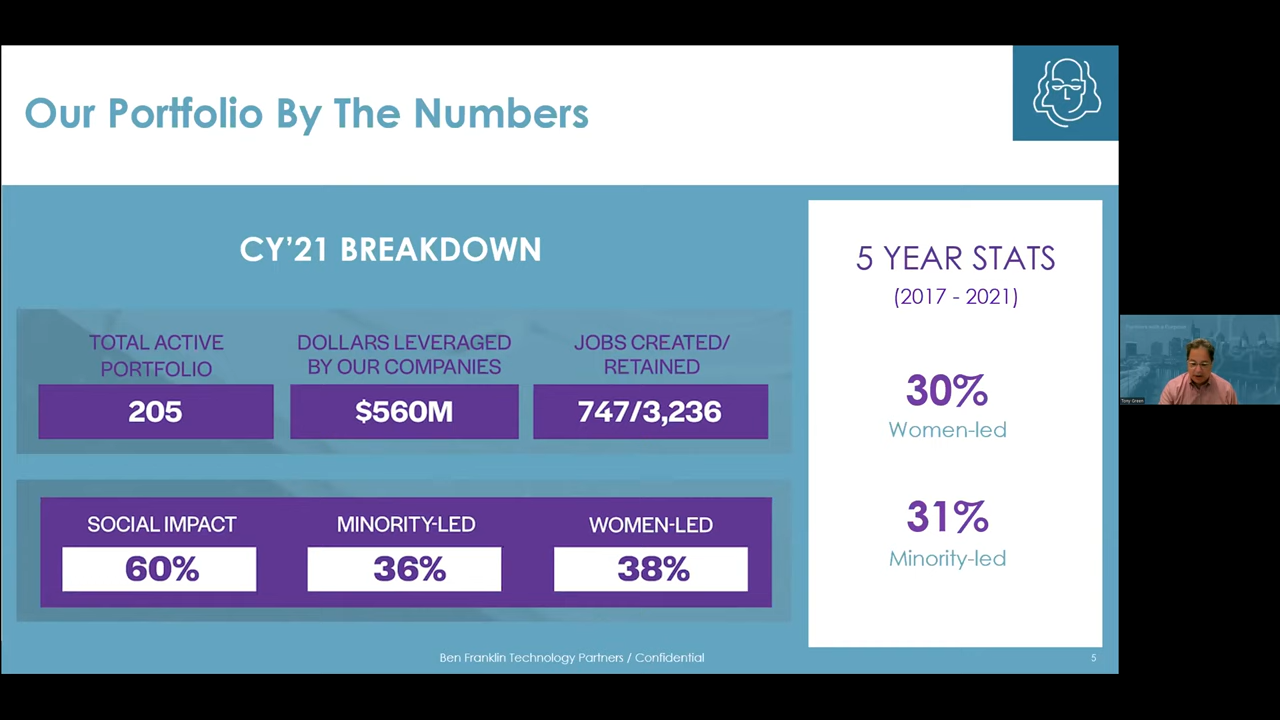 Our Portfolio By The Numbers
CY'21 BREAKDOWN
TOTAL ACTIVE
PORTFOLIO
205
DOLLARS LEVERAGED
BY OUR COMPANIES
$560M
JOBS CREATED/
RETAINED
747/3,236
SOCIAL IMPACT
60%
MINORITY-LED
36%
WOMEN-LED
38%
5 YEAR STATS
(2017 - 2021)
30%
Women-led
31%
Minority-led
Ben Franklin Technology Partners / Confidential
5
Tony Green